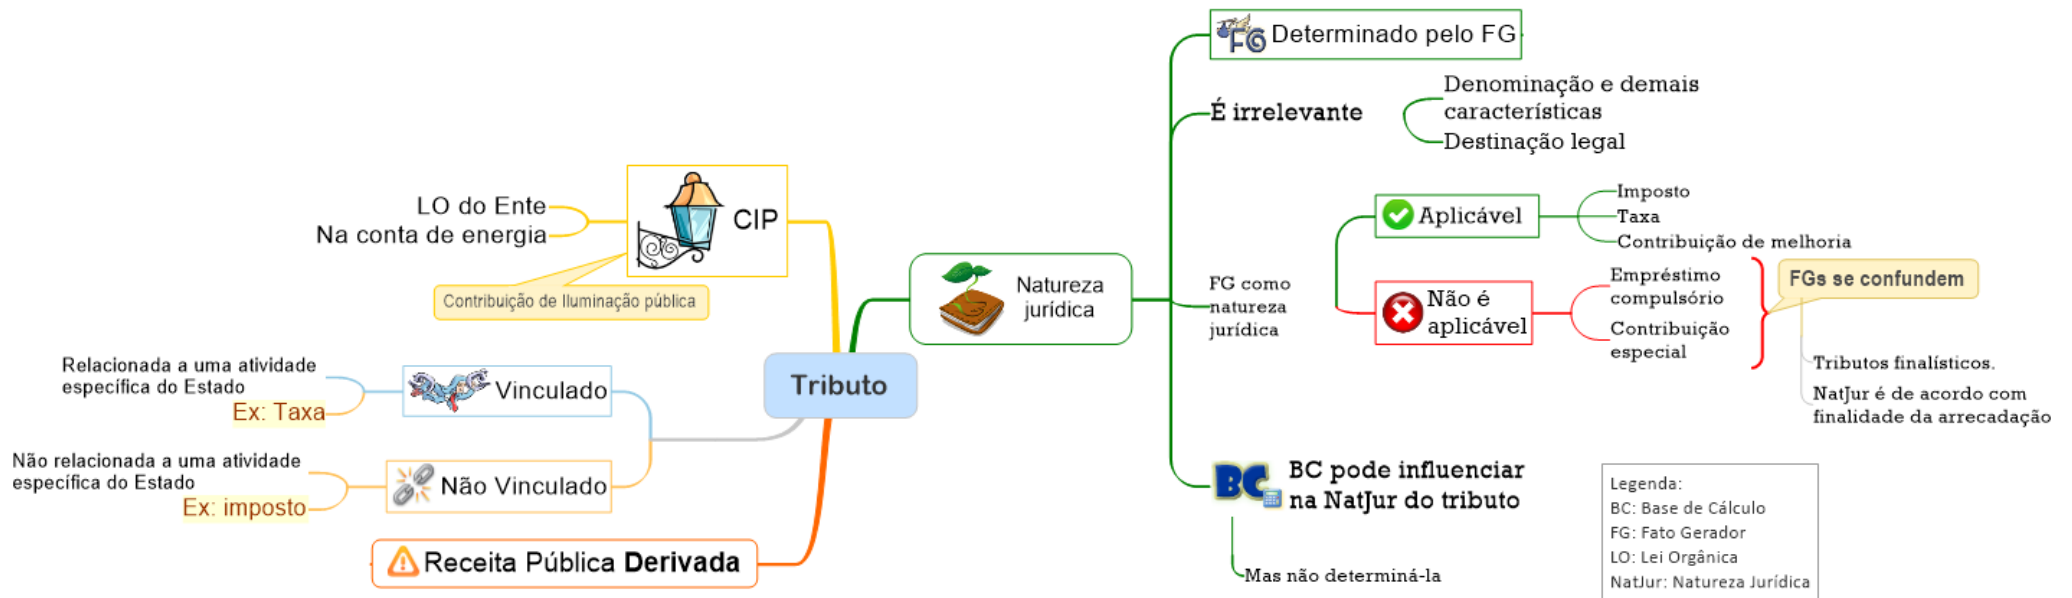 Tributo
Natureza
jurídica
FG
Determinado pelo FG
É irrelevante
Denominação e demais
características
Destinação legal
FG como
natureza
jurídica
Aplicável
Imposto
Taxa
Contribuição de melhoria
Não é
aplicável
Empréstimo
compulsório
Contribuição
especial
FGs se confundem
Tributos finalísticos.
NatJur é de acordo com
finalidade da arrecadação
BC
BC pode influenciar
na NatJur do tributo
Mas não determiná-la
CIP
LO do Ente
Na conta de energia
Contribuição de Iluminação pública
Vinculado
Relacionada a uma atividade
específica do Estado
Ex: Taxa
Não Vinculado
Não relacionada a uma atividade
específica do Estado
Ex: imposto
Receita Pública Derivada
Legenda:
BC: Base de Cálculo
FG: Fato Gerador
LO: Lei Orgânica
NatJur: Natureza Jurídica